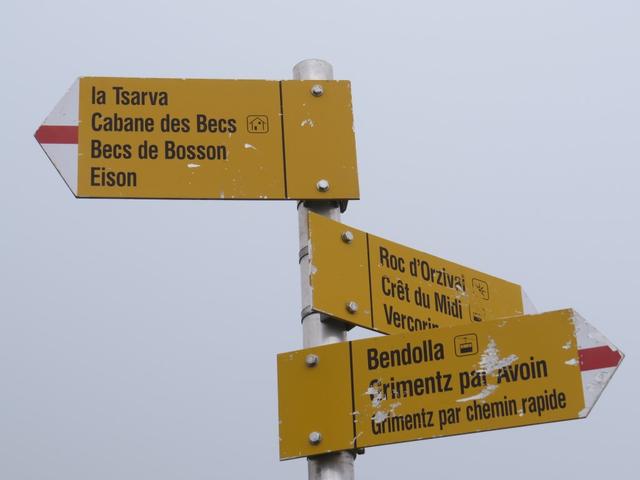 la Tsarva
Cabane des Becs
Becs de Bosson
Eison
Roc d'Orzival
Crêt du Midi
Vercorin
Bendolla
Grimentz par Avoin
Grimentz par chemin rapide